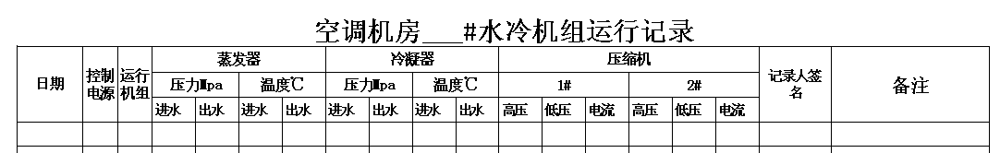 空调机房___#水冷机组运行记录
蒸发器 冷凝器 压缩机
日期 控制电源 运行机组 压力Mpa 温度℃ 压力Mpa 温度℃ 1# 2# 记录人签名 备注
进水 出水 进水 出水 进水 出水 进水 出水 高压 低压 电流 高压 低压 电流